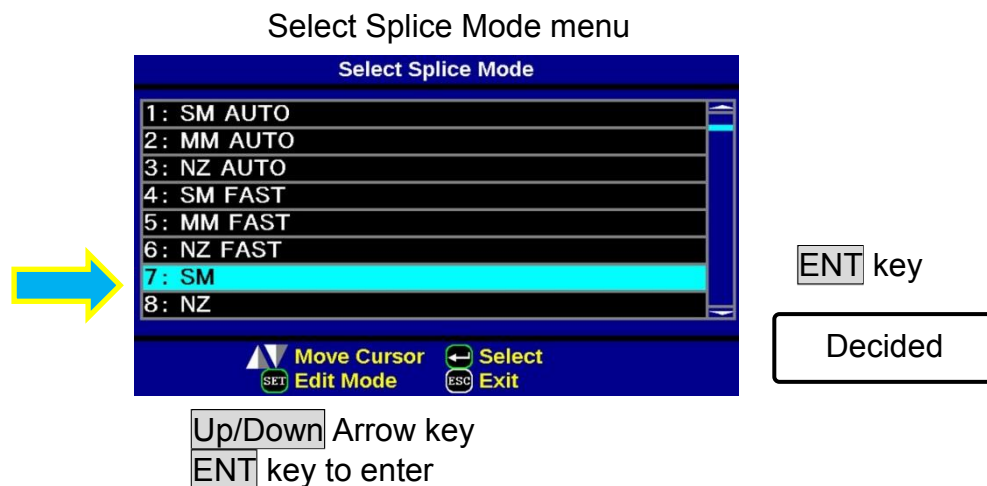 Select Splice Mode menu
Select Splice Mode
1: SM AUTO
2: MM AUTO
3: NZ AUTO
4: SM FAST
5: MM FAST
6: NZ FAST
7: SM
8: NZ
Move Cursor Select
SET Edit Mode ESC Exit
ENT key
Decided
Up/Down Arrow key
ENT key to enter